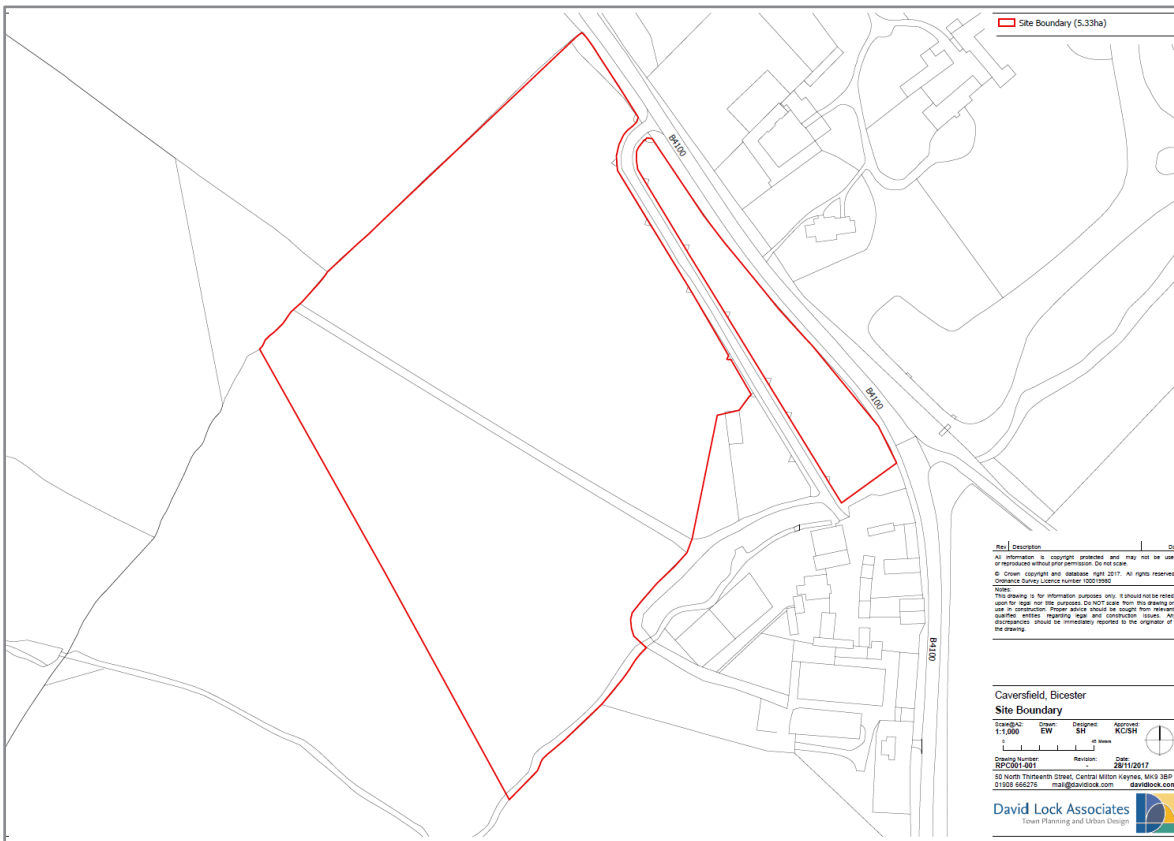 Site Boundary (5.33ha)
B4100
B4100
B4100
Rev Description
All information is copyright protected and may not be use
or reproduced without prior permission. Do not scale.
© Crown copyright and database right 2017. All rights reserved
Ordnance Survey Licence number 100019980
Notes:
This drawing is for information purposes only. It should not be relied
upon for legal nor title purposes. Do NOT scale from this drawing or
use in construction. Proper advice should be sought from relevant
qualified entities regarding legal and construction issues. An
discrepancies should be immediately reported to the originator of
the drawing.
Caversfield, Bicester
Site Boundary
Scale@A2: Drawn: Designed: Approved:
1:1,000 EW SH KC/SH
0 45 Meters
Drawing Number: Revision: Date:
RPC001-001 - 28/11/2017
50 North Thirteenth Street, Central Milton Keynes, MK9 3BP
01908 666276 mail@davidlock.com davidlock.com
David Lock Associates
Town Planning and Urban Design